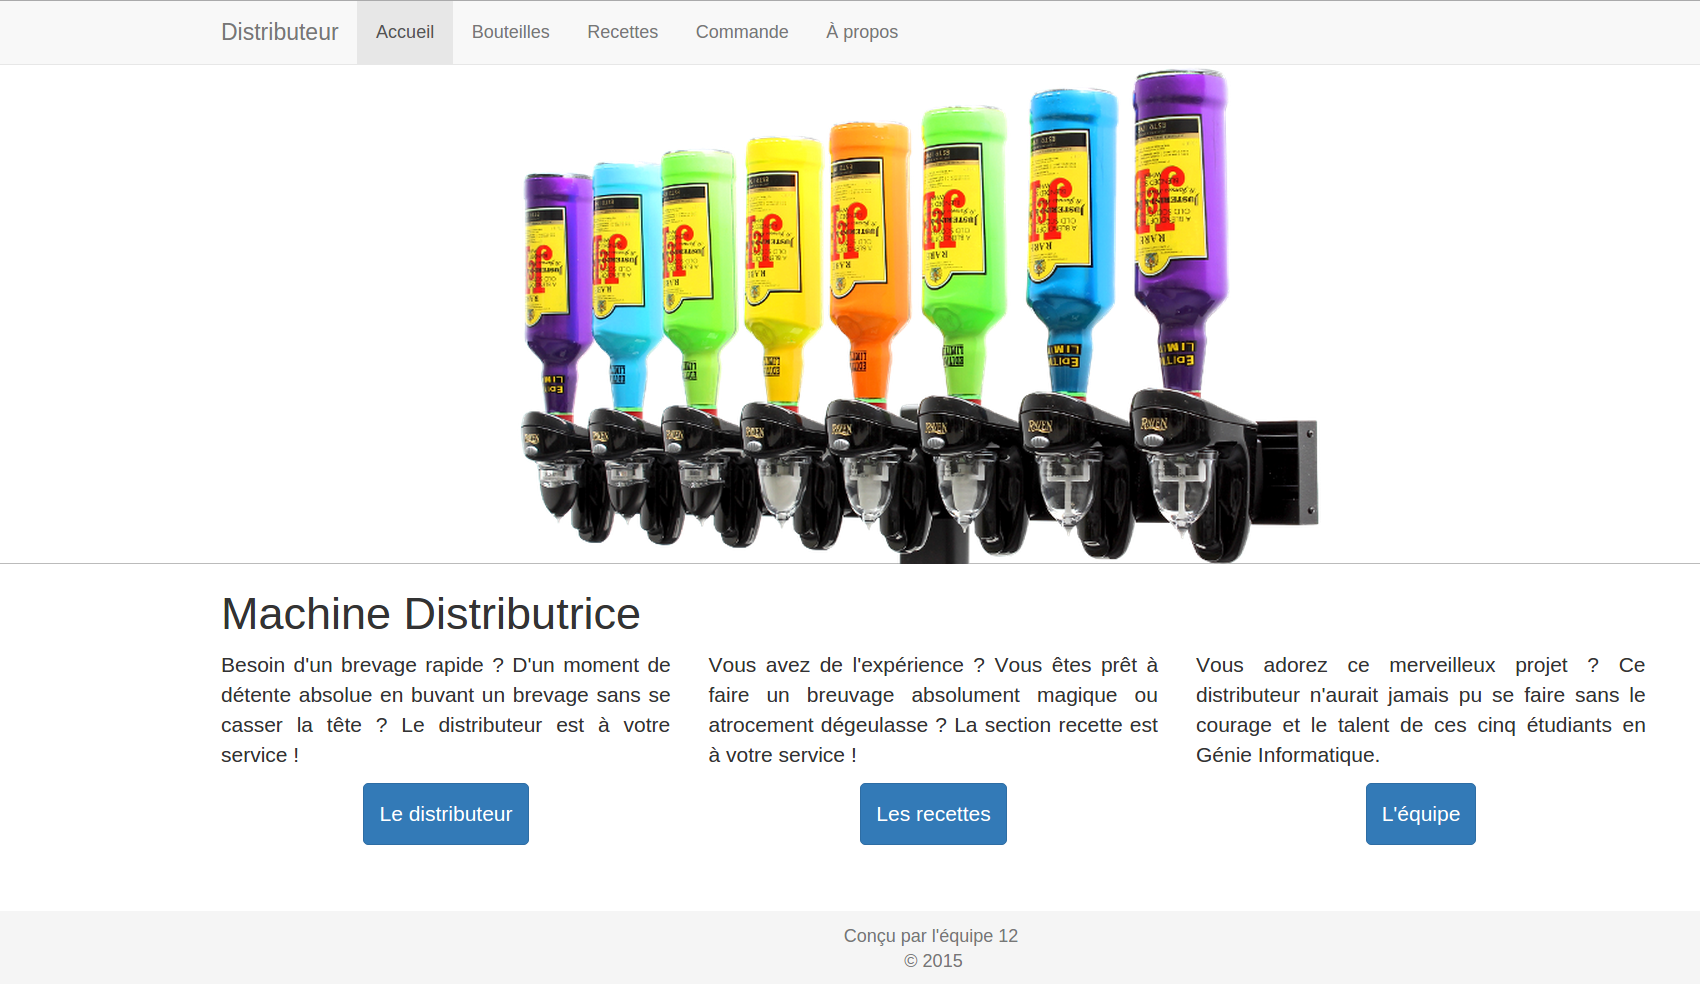 Distributeur Accueil Bouteilles Recettes Commande À propos
Machine Distributrice
Besoin d'un brevage rapide ? D'un moment de
détente absolue en buvant un brevage sans se
casser la tête ? Le distributeur est à votre
service !
Le distributeur
Vous avez de l'expérience ? Vous êtes prêt à
faire un breuvage absolument magique ou
atrocement dégeulasse ? La section recette est
à votre service !
Les recettes
Vous adorez ce merveilleux projet ? Ce
distributeur n'aurait jamais pu se faire sans le
courage et le talent de ces cinq étudiants en
Génie Informatique.
L'équipe
Conçu par l'équipe 12
© 2015